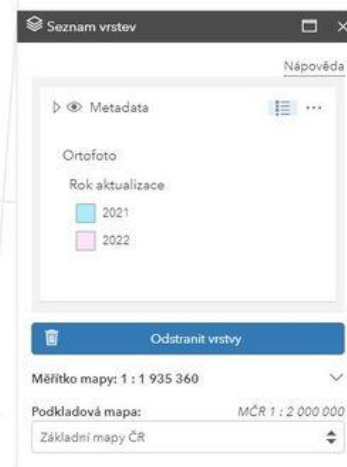 Seznam vrstev
Nápověda
Metadata
Ortofoto
Rok aktualizace
2021
2022
Odstranit vrstvy
Měřítko mapy: 1 : 1 935 360
Podkladová mapa: MČR 1 : 2 000 000
Základní mapy ČR